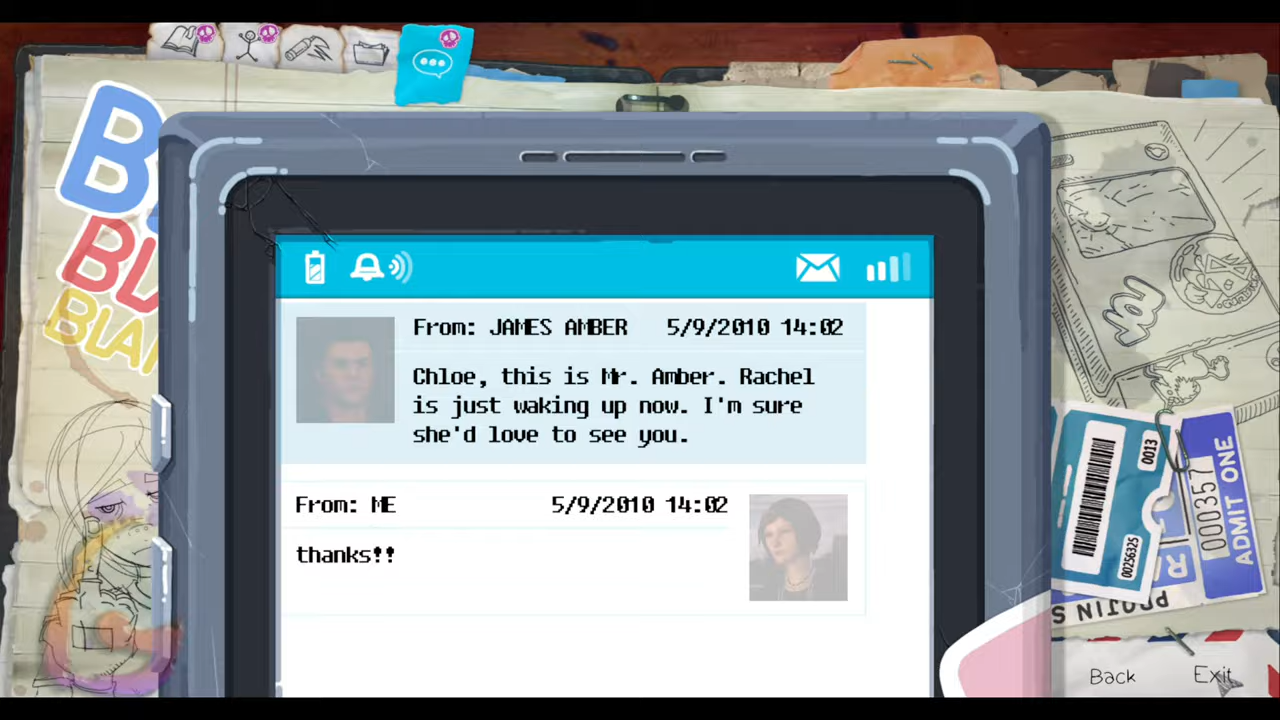 From: JAMES AMBER 5/9/2010 14:02
Chloe, this is Mr. Amber. Rachel
is just waking up now. I'm sure
she'd love to see you.
From: ME 5/9/2010 14:02
thanks!!
0013
00256325
000357
ADMIT ONE
Back
Exit